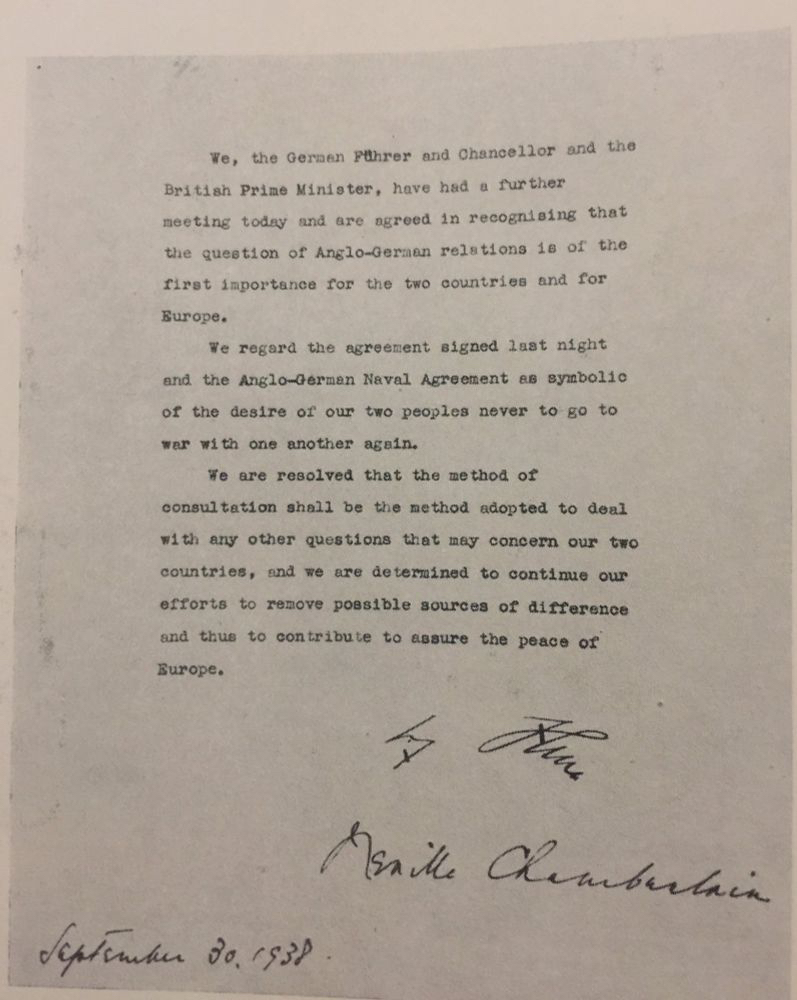 We, the German Führer and Chancellor and the
British Prime Minister, have had a further
meeting today and are agreed in recognising that
the question of Anglo-German relations is of the
first importance for the two countries and for
Europe.
We regard the agreement signed last night
and the Anglo-German Naval Agreement as symbolic
of the desire of our two peoples never to go to
war with one another again.
We are resolved that the method of
consultation shall be the method adopted to deal
with any other questions that may concern our two
countries, and we are determined to continue our
efforts to remove possible sources of difference
and thus to contribute to assure the peace of
Europe.
Neville Chamberlain
September 30, 1938.